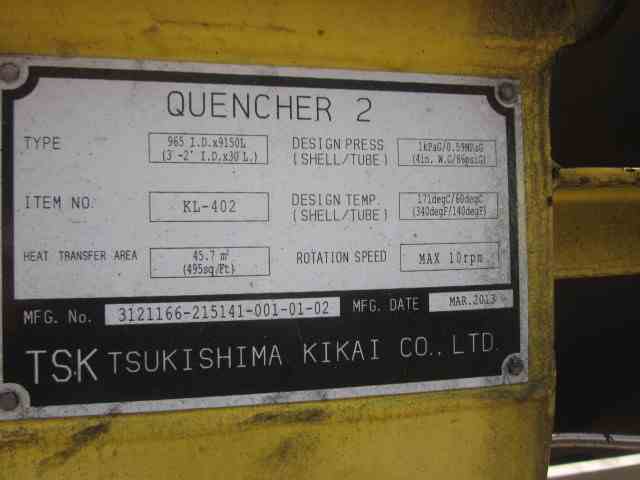 QUENCHER 2
TYPE 965 I.D.x9150L DESIGN PRESS 1kPaG/0.59MPaG
(3'-2" I.D.x30'L.) (SHELL/TUBE) (4in. W.G/86psiG)
ITEM NO. KL-402 DESIGN TEMP. 171degC/60degC
(SHELL/TUBE) (340degF/140degF)
HEAT TRANSFER AREA 45.7 m² ROTATION SPEED MAX 10rpm
(495sq/Ft)
MFG. No. 3121166-215141-001-01-02 MFG. DATE MAR.2013
TSK TSUKISHIMA KIKAI CO., LTD.